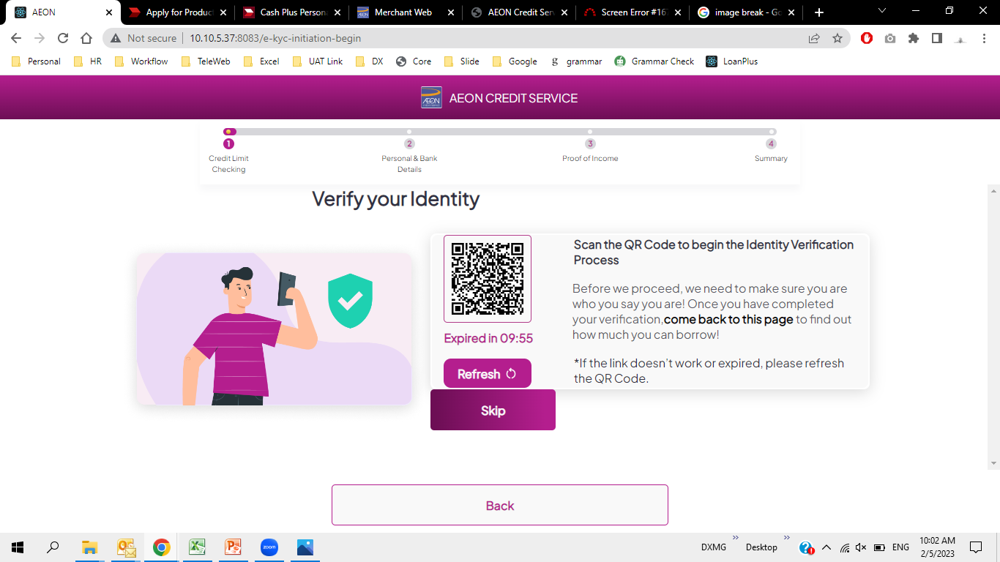 AEON
Apply for Product
Cash Plus Persona
Merchant Web
AEON Credit Serv
Screen Error #167
image break - Go
Not secure
10.10.5.37:8083/e-kyc-initiation-begin
Personal
HR
Workflow
TeleWeb
Excel
UAT Link
DX
Core
Slide
Google
grammar
Grammar Check
LoanPlus
AEON CREDIT SERVICE
1
2
3
4
Credit Limit
Checking
Personal & Bank
Details
Proof of Income
Summary
Verify your Identity
Expired in 09:55
Refresh
Scan the QR Code to begin the Identity Verification
Process
Before we proceed, we need to make sure you are
who you say you are! Once you have completed
your verification,come back to this page to find out
how much you can borrow!
*If the link doesn't work or expired, please refresh
the QR Code.
Skip
Back
zoom
DXMG
Desktop
ENG
10:02 AM
2/5/2023